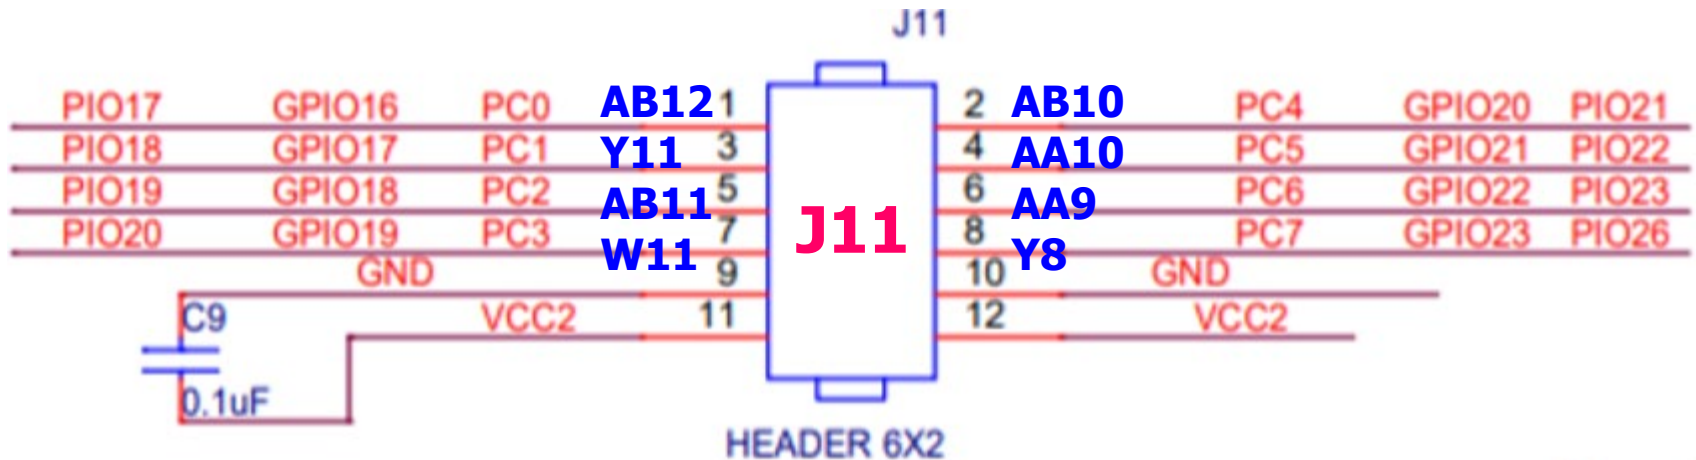 J11
PIO17 GPIO16 PC0 AB12 1 2 AB10 PC4 GPIO20 PIO21
PIO18 GPIO17 PC1 Y11 3 4 AA10 PC5 GPIO21 PIO22
PIO19 GPIO18 PC2 AB11 5 6 AA9 PC6 GPIO22 PIO23
J11
PIO20 GPIO19 PC3 W11 7 8 Y8 PC7 GPIO23 PIO26
GND 9 10 GND
C9 VCC2 11 12 VCC2
0.1uF
HEADER 6X2